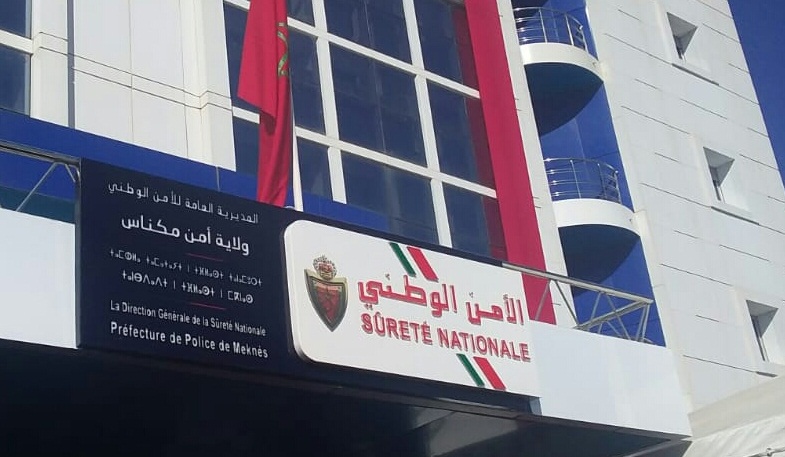 المديرية العامة للأمن الوطني
ولاية أمن مكناس
La Direction Générale de la Sûreté Nationale
Préfecture de Police de Meknès
الأمن الوطني
SÛRETÉ NATIONALE